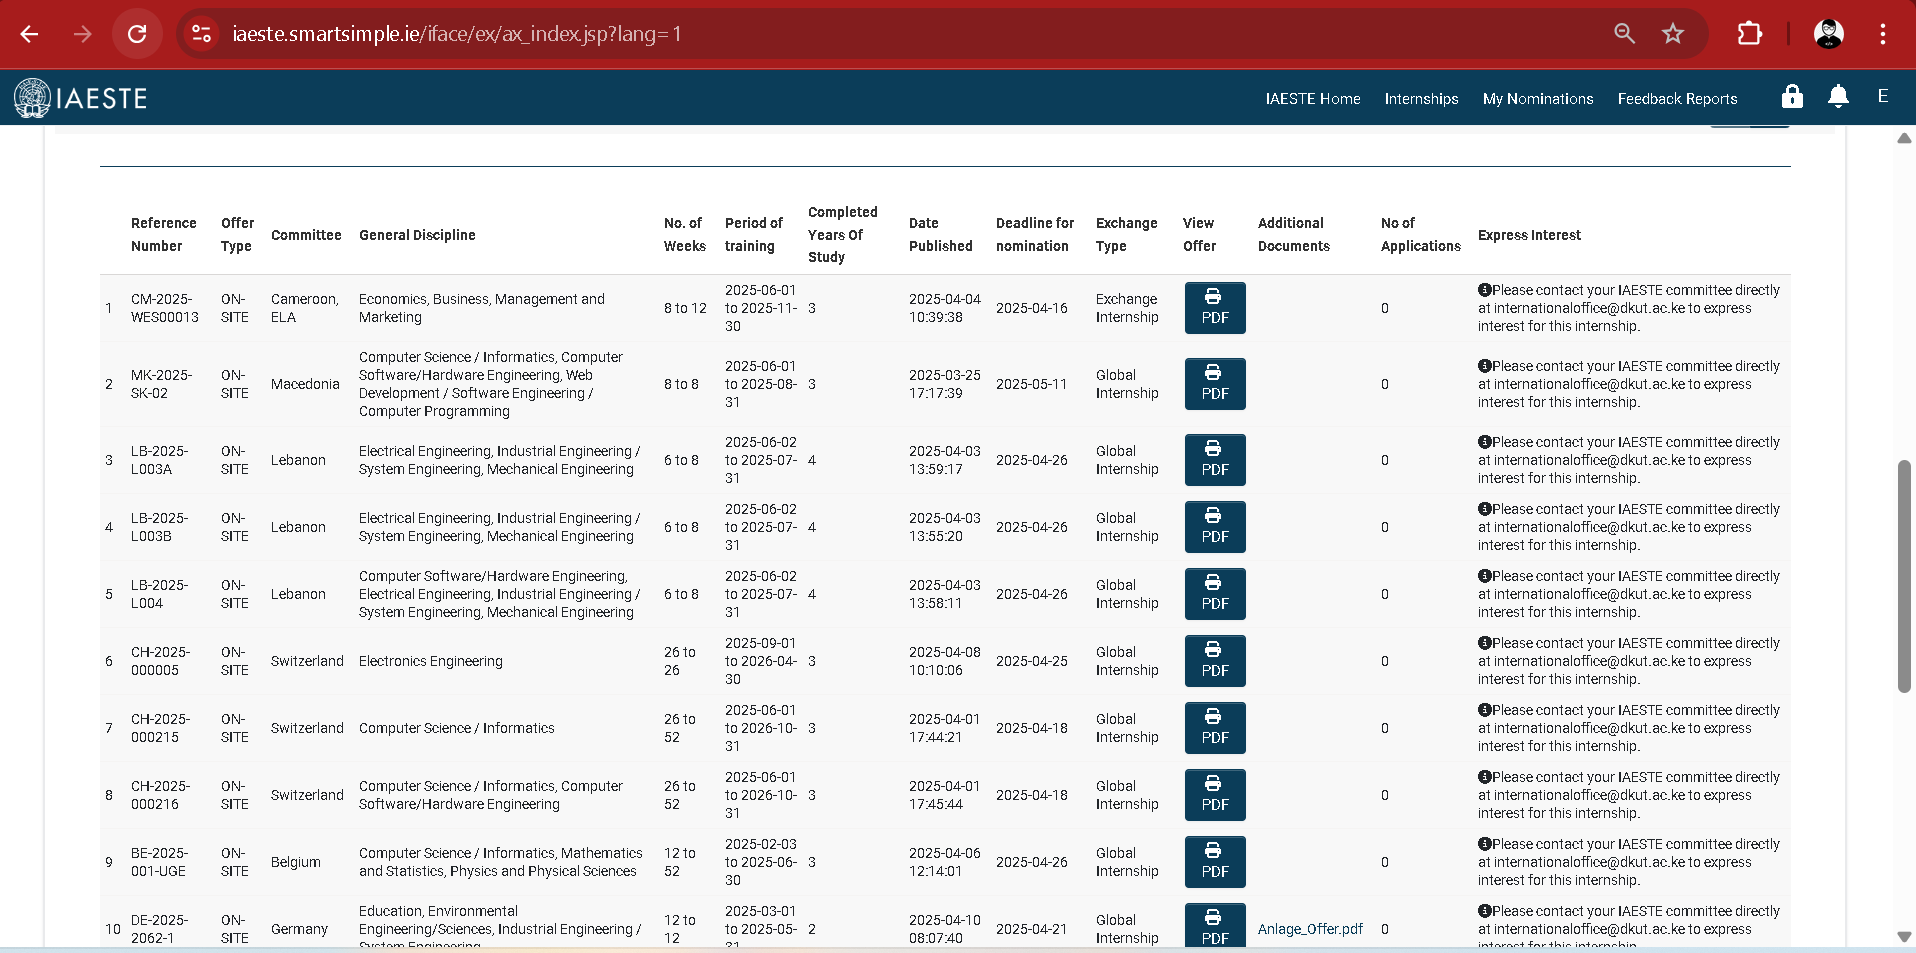 iaeste.smartsimple.ie/iface/ex/ax_index.jsp?lang=1
IAESTE
IAESTE Home Internships My Nominations Feedback Reports E
Reference Number Offer Type Committee General Discipline No. of Weeks Period of training Completed Years Of Study Date Published Deadline for nomination Exchange Type View Offer Additional Documents No of Applications Express Interest
1 CM-2025-WES00013 ON-SITE Cameroon, ELA Economics, Business, Management and Marketing 8 to 12 2025-06-01 to 2025-11-30 3 2025-04-04 10:39:38 2025-04-16 Exchange Internship PDF 0 Please contact your IAESTE committee directly at internationaloffice@dkut.ac.ke to express interest for this internship.
2 MK-2025-SK-02 ON-SITE Macedonia Computer Science / Informatics, Computer Software/Hardware Engineering, Web Development / Software Engineering / Computer Programming 8 to 8 2025-06-01 to 2025-08-31 3 2025-03-25 17:17:39 2025-05-11 Global Internship PDF 0 Please contact your IAESTE committee directly at internationaloffice@dkut.ac.ke to express interest for this internship.
3 LB-2025-L003A ON-SITE Lebanon Electrical Engineering, Industrial Engineering / System Engineering, Mechanical Engineering 6 to 8 2025-06-02 to 2025-07-31 4 2025-04-03 13:59:17 2025-04-26 Global Internship PDF 0 Please contact your IAESTE committee directly at internationaloffice@dkut.ac.ke to express interest for this internship.
4 LB-2025-L003B ON-SITE Lebanon Electrical Engineering, Industrial Engineering / System Engineering, Mechanical Engineering 6 to 8 2025-06-02 to 2025-07-31 4 2025-04-03 13:55:20 2025-04-26 Global Internship PDF 0 Please contact your IAESTE committee directly at internationaloffice@dkut.ac.ke to express interest for this internship.
5 LB-2025-L004 ON-SITE Lebanon Computer Software/Hardware Engineering, Electrical Engineering, Industrial Engineering / System Engineering, Mechanical Engineering 6 to 8 2025-06-02 to 2025-07-31 4 2025-04-03 13:58:11 2025-04-26 Global Internship PDF 0 Please contact your IAESTE committee directly at internationaloffice@dkut.ac.ke to express interest for this internship.
6 CH-2025-000005 ON-SITE Switzerland Electronics Engineering 26 to 26 2025-09-01 to 2026-04-30 3 2025-04-08 10:10:06 2025-04-25 Global Internship PDF 0 Please contact your IAESTE committee directly at internationaloffice@dkut.ac.ke to express interest for this internship.
7 CH-2025-000215 ON-SITE Switzerland Computer Science / Informatics 26 to 52 2025-06-01 to 2026-10-31 3 2025-04-01 17:44:21 2025-04-18 Global Internship PDF 0 Please contact your IAESTE committee directly at internationaloffice@dkut.ac.ke to express interest for this internship.
8 CH-2025-000216 ON-SITE Switzerland Computer Science / Informatics, Computer Software/Hardware Engineering 26 to 52 2025-06-01 to 2026-10-31 3 2025-04-01 17:45:44 2025-04-18 Global Internship PDF 0 Please contact your IAESTE committee directly at internationaloffice@dkut.ac.ke to express interest for this internship.
9 BE-2025-001-UGE ON-SITE Belgium Computer Science / Informatics, Mathematics and Statistics, Physics and Physical Sciences 12 to 52 2025-02-03 to 2025-06-30 3 2025-04-06 12:14:01 2025-04-26 Global Internship PDF 0 Please contact your IAESTE committee directly at internationaloffice@dkut.ac.ke to express interest for this internship.
10 DE-2025-2062-1 ON-SITE Germany Education, Environmental Engineering/Sciences, Industrial Engineering / System Engineering 12 to 12 2025-03-01 to 2025-05-31 2 2025-04-10 08:07:40 2025-04-21 Global Internship PDF Anlage_Offer.pdf 0 Please contact your IAESTE committee directly at internationaloffice@dkut.ac.ke to express interest for this internship.